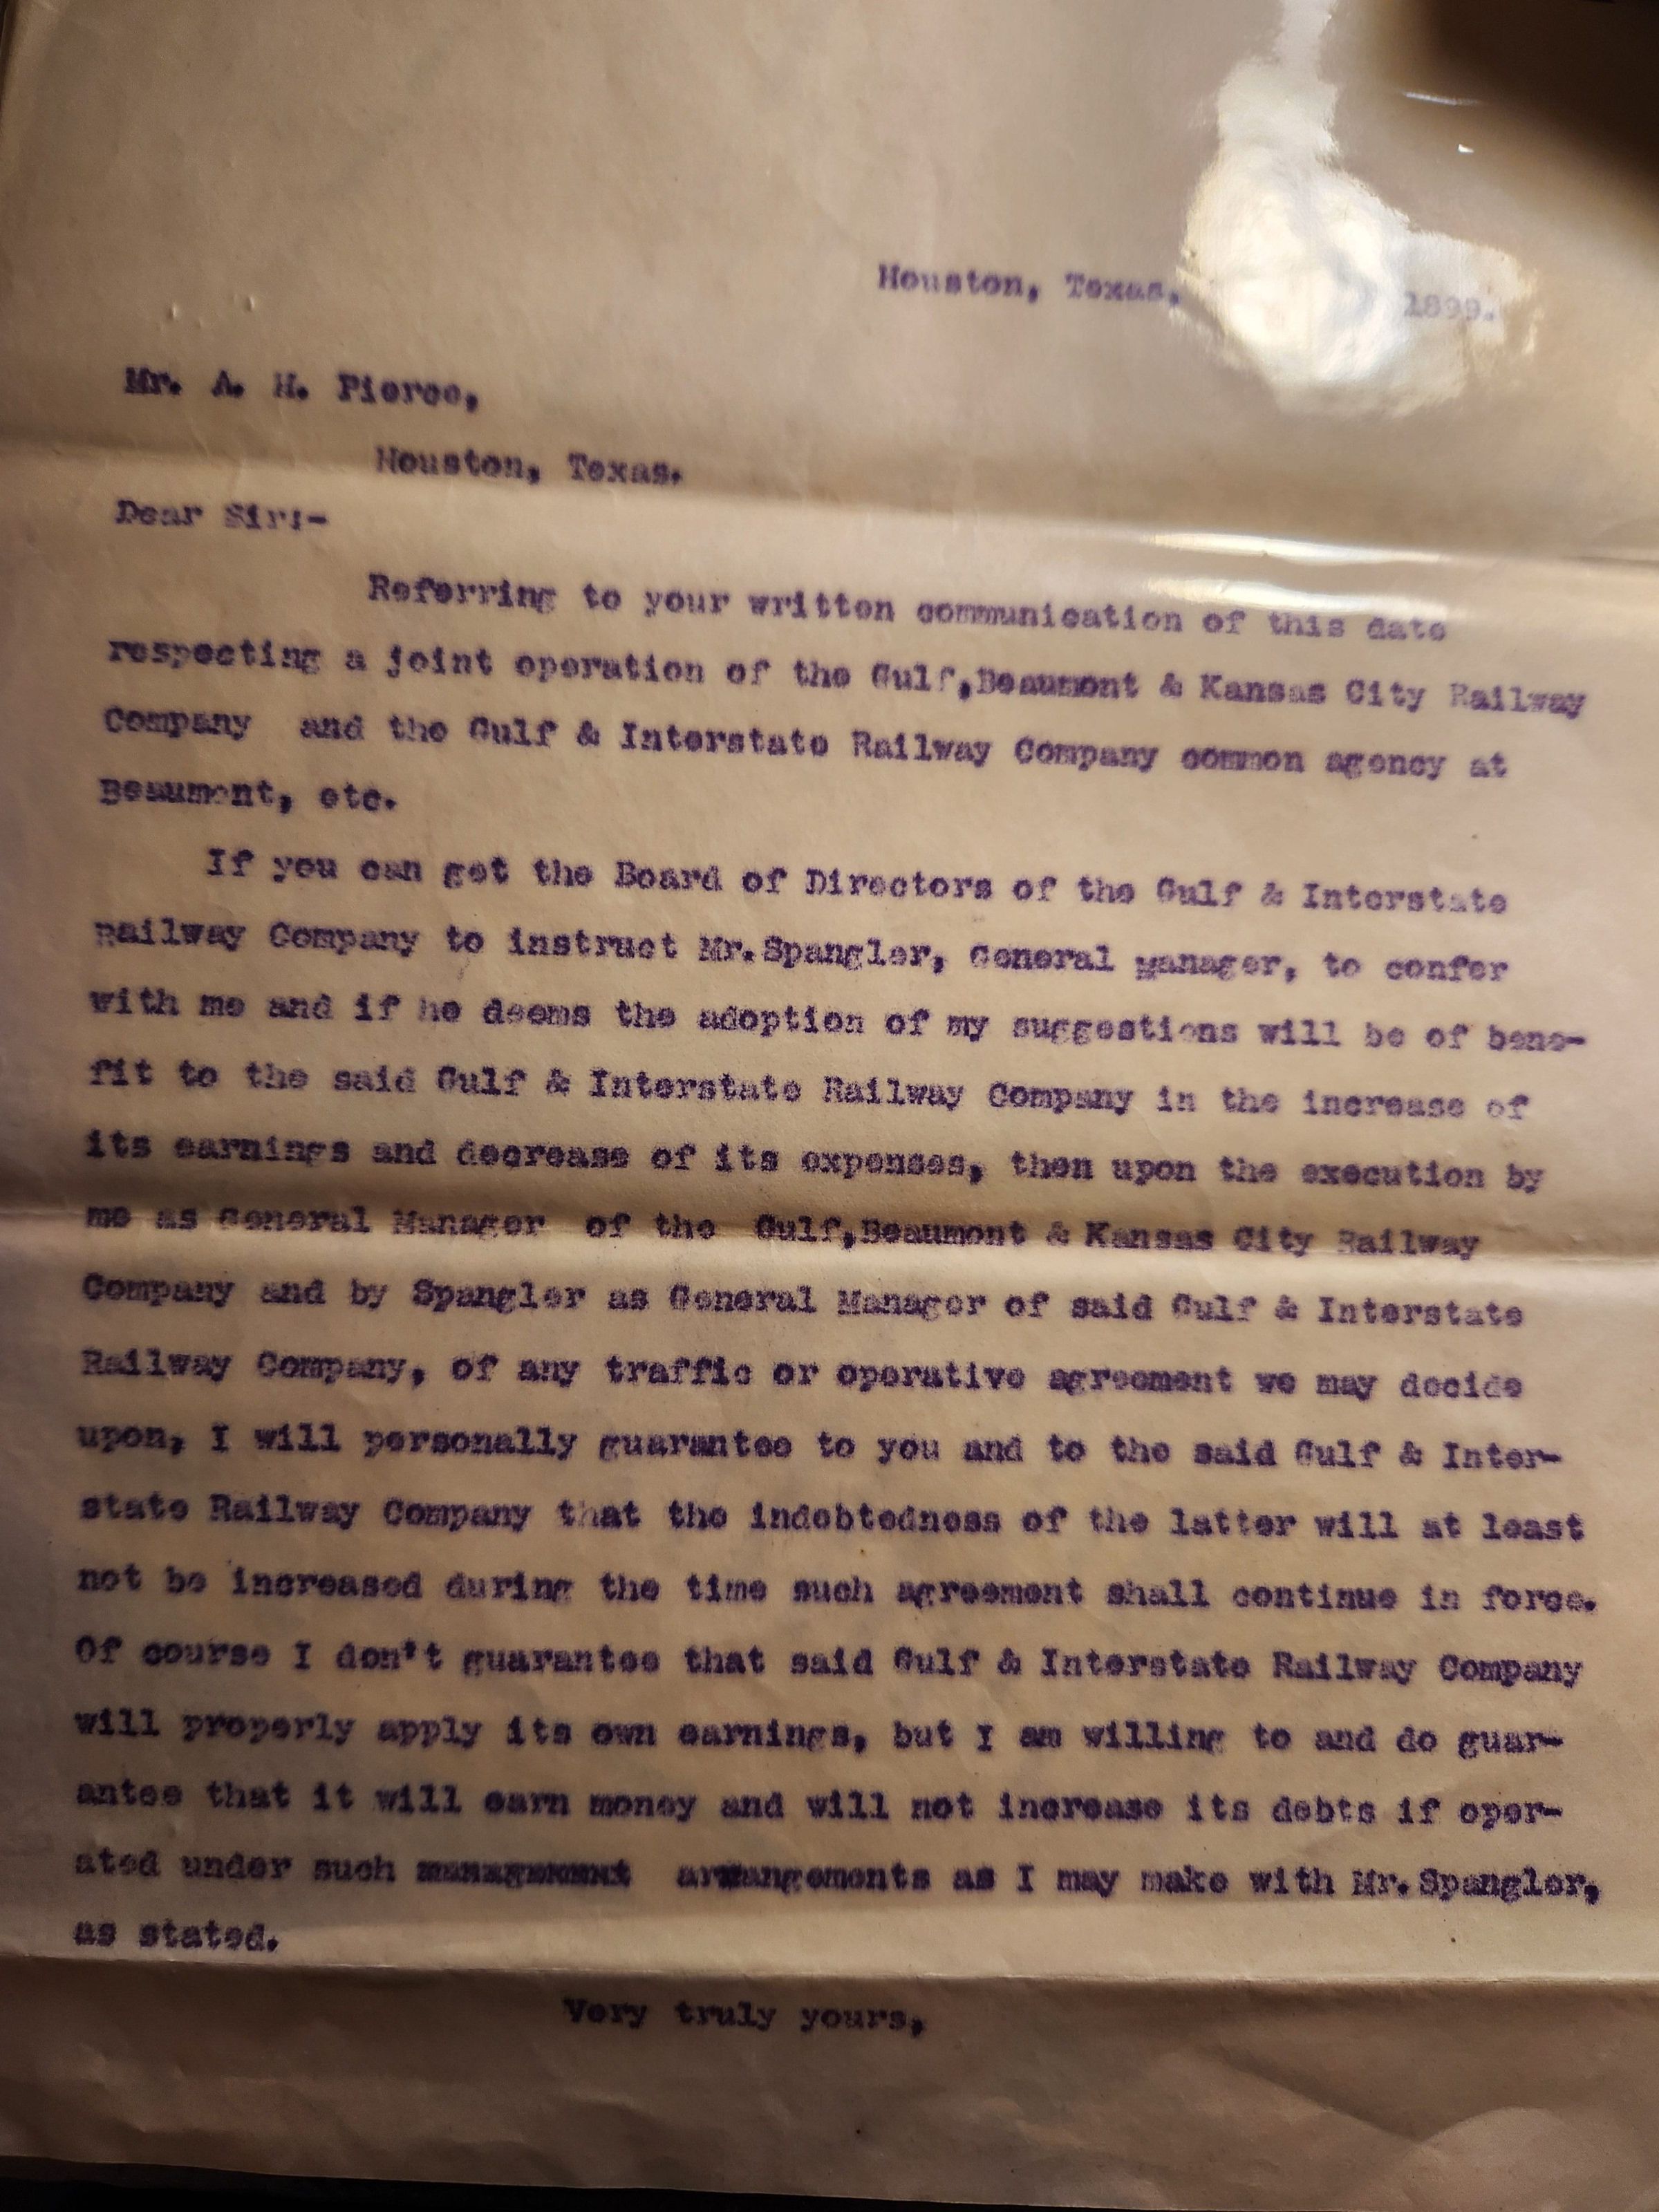 Houston, Texas, 1899.
Mr. A. H. Pierce,
Houston, Texas.
Dear Sir:-
Referring to your written communication of this date
respecting a joint operation of the Gulf,Beaumont & Kansas City Railway
Company and the Gulf & Interstate Railway Company common agency at
Beaumont, etc.
If you can get the Board of Directors of the Gulf & Interstate
Railway Company to instruct Mr.Spangler, General Manager, to confer
with me and if he deems the adoption of my suggestions will be of bene-
fit to the said Gulf & Interstate Railway Company in the increase of
its earnings and decrease of its expenses, then upon the execution by
me as General Manager of the Gulf,Beaumont & Kansas City Railway
Company and by Spangler as General Manager of said Gulf & Interstate
Railway Company, of any traffic or operative agreement we may decide
upon, I will personally guarantee to you and to the said Gulf & Inter-
state Railway Company that the indebtedness of the latter will at least
not be increased during the time such agreement shall continue in force.
Of course I don't guarantee that said Gulf & Interstate Railway Company
will properly apply its own earnings, but I am willing to and do guar-
antee that it will earn money and will not increase its debts if oper-
ated under such arrangements as I may make with Mr.Spangler,
as stated.
Very truly yours,